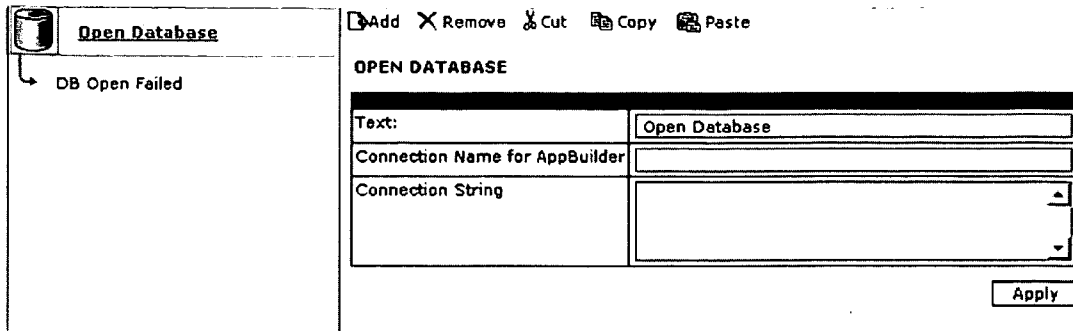 Open Database
DB Open Failed
Add Remove Cut Copy Paste
OPEN DATABASE
Text: Open Database
Connection Name for AppBuilder
Connection String
Apply